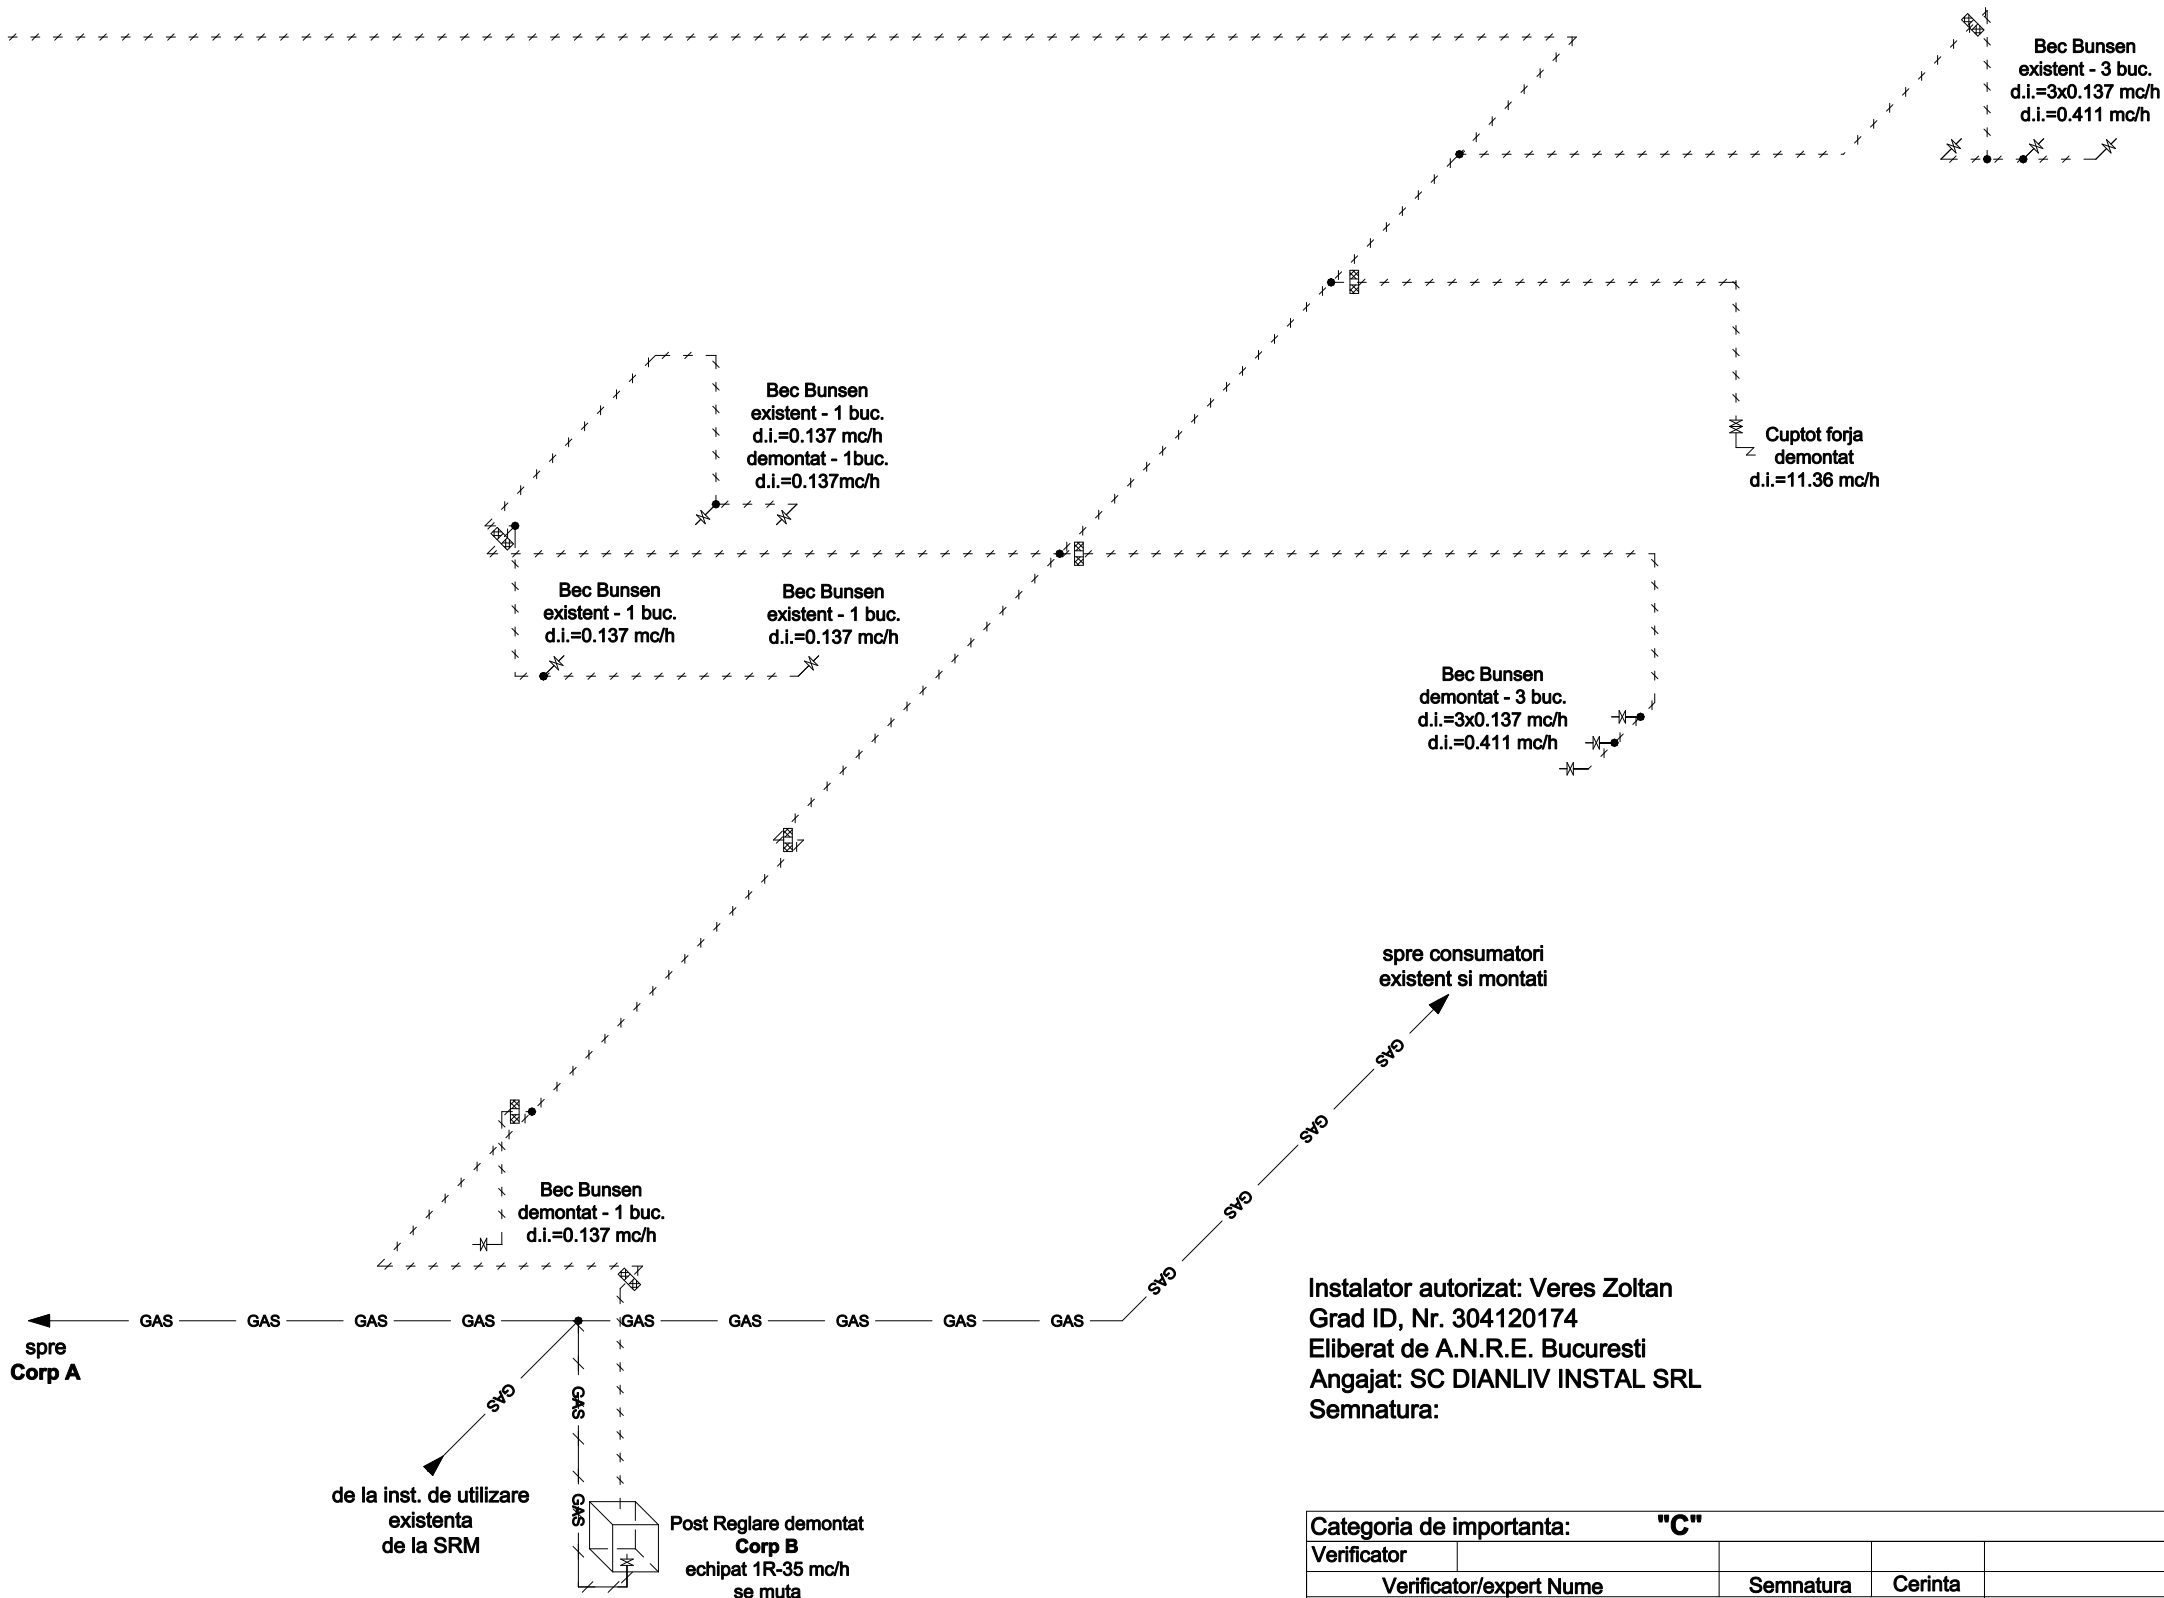 Bec Bunsen
existent - 3 buc.
d.i.=3x0.137 mc/h
d.i.=0.411 mc/h
Bec Bunsen
existent - 1 buc.
d.i.=0.137 mc/h
demontat - 1buc.
d.i.=0.137mc/h
Cuptot forja
demontat
d.i.=11.36 mc/h
Bec Bunsen
existent - 1 buc.
d.i.=0.137 mc/h
Bec Bunsen
existent - 1 buc.
d.i.=0.137 mc/h
Bec Bunsen
demontat - 3 buc.
d.i.=3x0.137 mc/h
d.i.=0.411 mc/h
spre consumatori
existent si montati
GAS
GAS
GAS
GAS
Bec Bunsen
demontat - 1 buc.
d.i.=0.137 mc/h
GAS GAS GAS GAS GAS GAS GAS GAS GAS
spre
Corp A
GAS
GAS
GAS
de la inst. de utilizare
existenta
de la SRM
Post Reglare demontat
Corp B
echipat 1R-35 mc/h
se muta
Instalator autorizat: Veres Zoltan
Grad ID, Nr. 304120174
Eliberat de A.N.R.E. Bucuresti
Angajat: SC DIANLIV INSTAL SRL
Semnatura:
Categoria de importanta: "C"
Verificator
Verificator/expert Nume Semnatura Cerinta